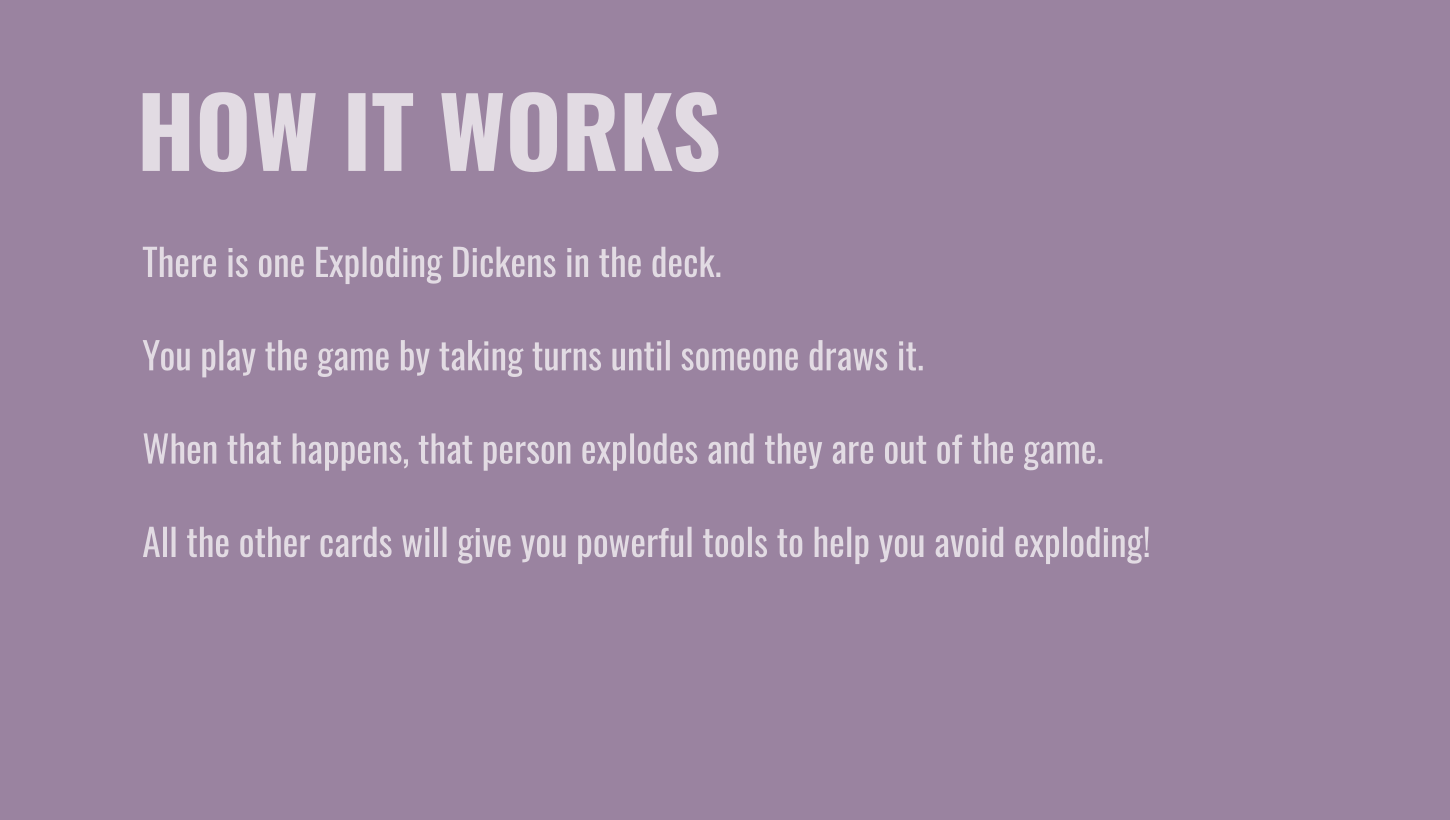 HOW IT WORKS
There is one Exploding Dickens in the deck.
You play the game by taking turns until someone draws it.
When that happens, that person explodes and they are out of the game.
All the other cards will give you powerful tools to help you avoid exploding!